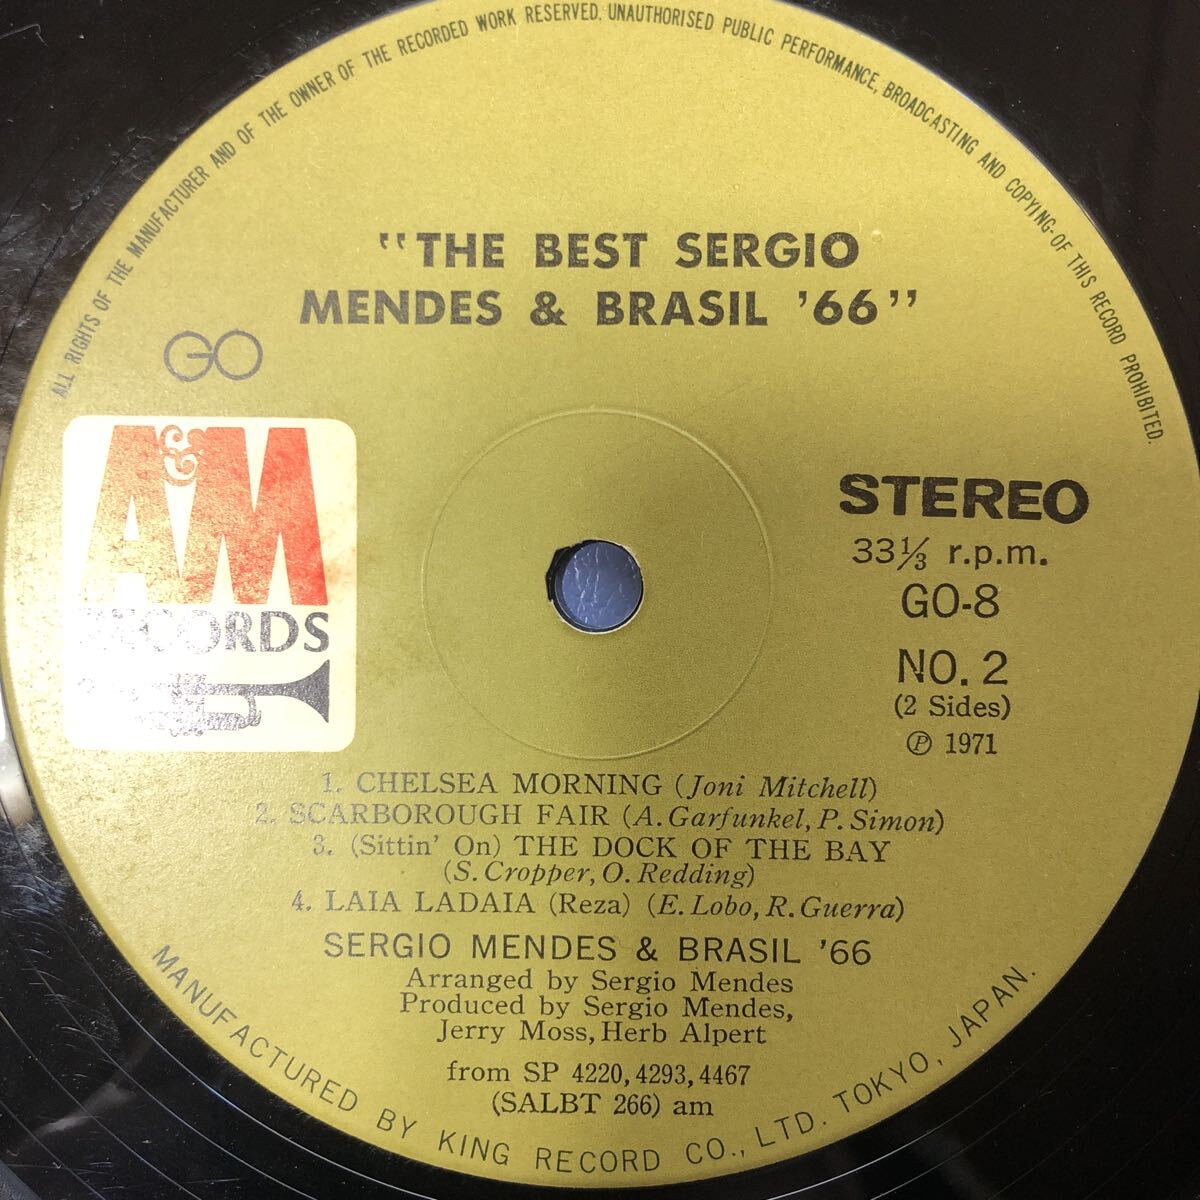 ALL RIGHTS OF THE MANUFACTURER AND OF THE OWNER OF THE RECORDED WORK RESERVED. UNAUTHORISED PUBLIC PERFORMANCE, BROADCASTING AND COPYING OF THIS RECORD PROHIBITED.
"THE BEST SERGIO
MENDES & BRASIL '66"
GO
A&M
RECORDS
STEREO
33⅓ r.p.m.
GO-8
NO. 2
(2 Sides)
℗ 1971
1. CHELSEA MORNING (Joni Mitchell)
2. SCARBOROUGH FAIR (A. Garfunkel, P. Simon)
3. (Sittin' On) THE DOCK OF THE BAY
(S. Cropper, O. Redding)
4. LAIA LADAIA (Reza) (E. Lobo, R. Guerra)
SERGIO MENDES & BRASIL '66
Arranged by Sergio Mendes
Produced by Sergio Mendes,
Jerry Moss, Herb Alpert
from SP 4220, 4293, 4467
(SALBT 266) am
MANUFACTURED BY KING RECORD CO., LTD. TOKYO, JAPAN.